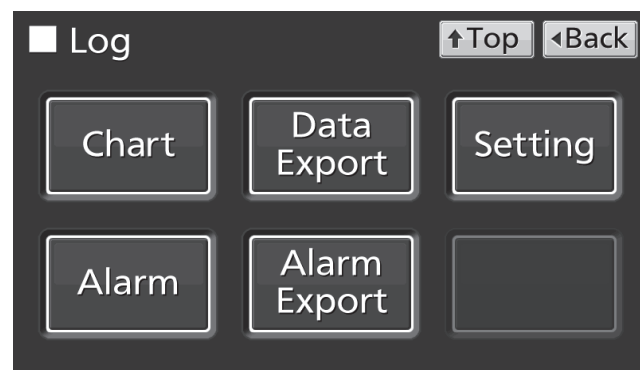 Log
↑Top
◂Back
Chart
Data
Export
Setting
Alarm
Alarm
Export